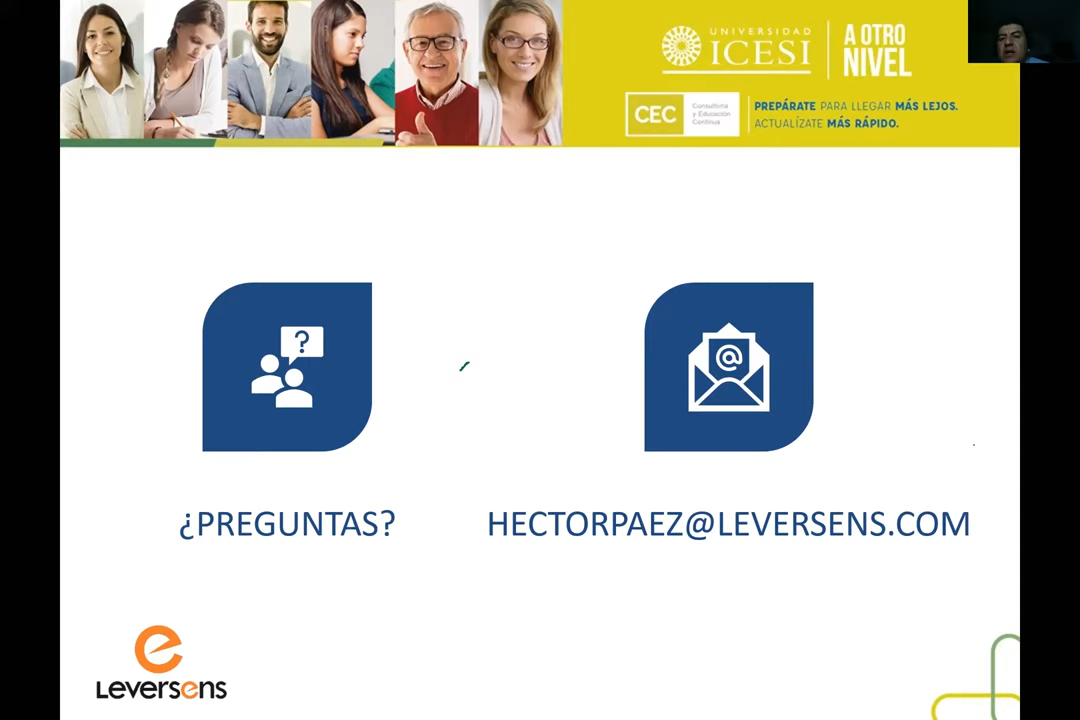 UNIVERSIDAD
ICESI
A OTRO
NIVEL
CEC
Consultoría
y Educación
Continua
PREPÁRATE PARA LLEGAR MÁS LEJOS.
ACTUALÍZATE MÁS RÁPIDO.
?
@
¿PREGUNTAS?
HECTORPAEZ@LEVERSENS.COM
e
Leversens